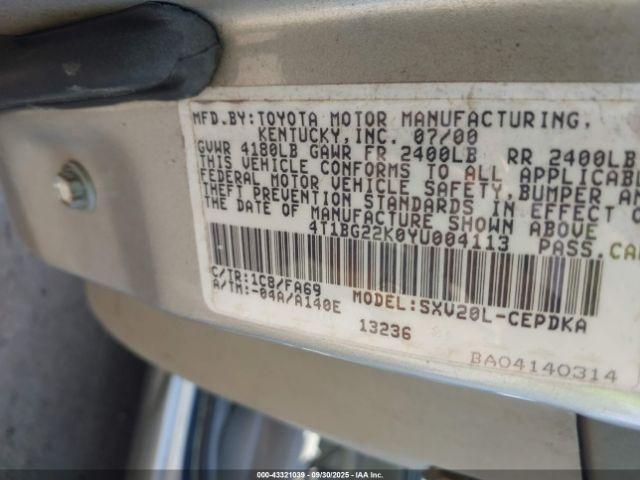 MFD.BY:TOYOTA MOTOR MANUFACTURING,
KENTUCKY,INC. 07/00
GVWR 4180LB GAWR FR 2400LB RR 2400LB
THIS VEHICLE CONFORMS TO ALL APPLICABL
FEDERAL MOTOR VEHICLE SAFETY,BUMPER AN
THEFT PREVENTION STANDARDS IN EFFECT O
THE DATE OF MANUFACTURE SHOWN ABOVE
4T1BG22K0YU004113 PASS.CA
C/TR:1C8/FA69
A/TM:-04A/A140E MODEL:SXV20L-CEPDKA
13236
BA04140314
000-43321039 - 09/30/2025 - IAA Inc.